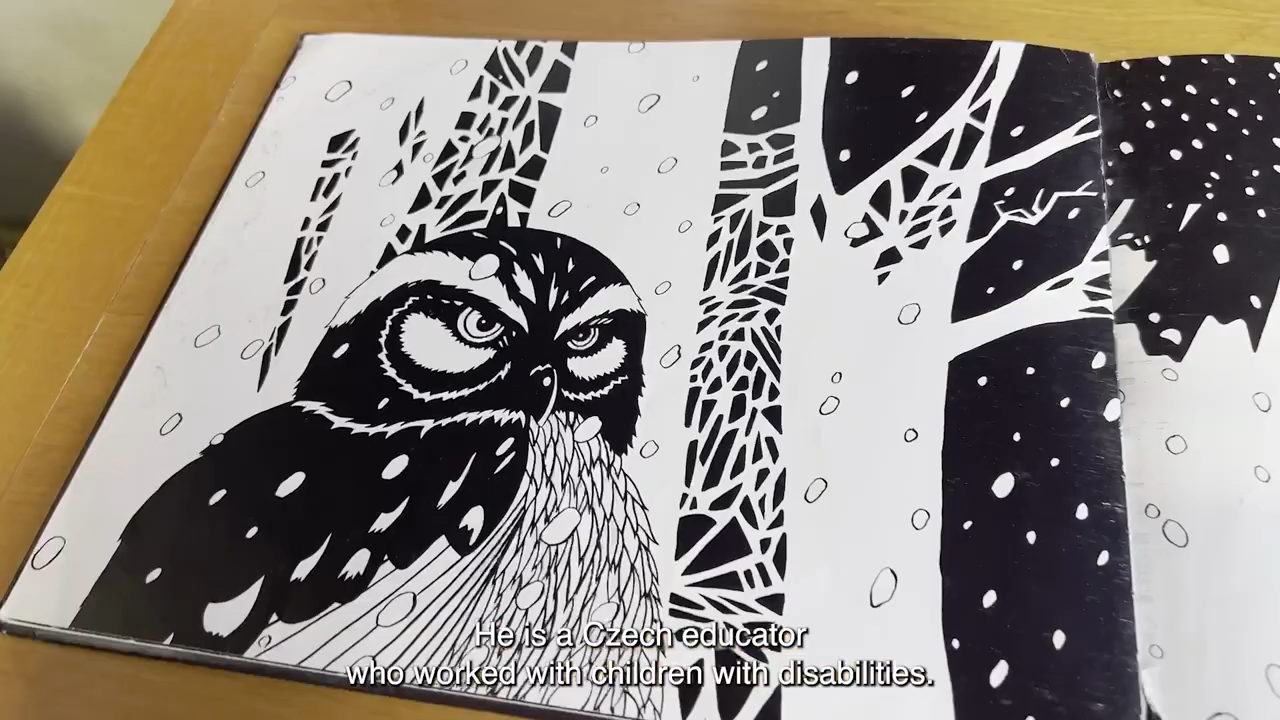 He is a Czech educator
who worked with children with disabilities.